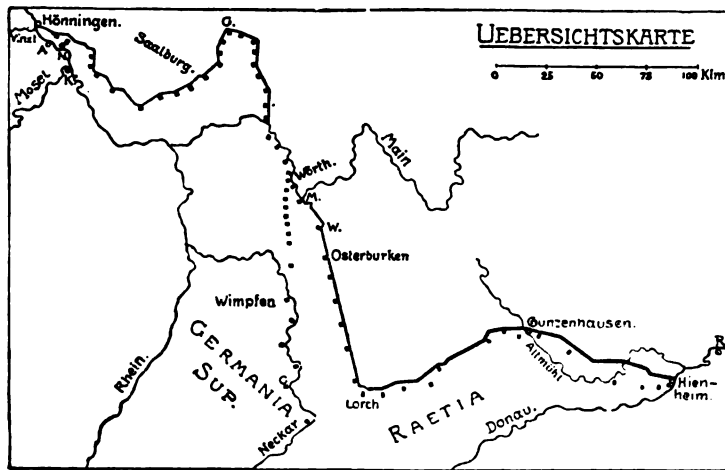 UEBERSICHTSKARTE
0 25 50 75 100 Klm
Hönningen.
Vinxt
A.
N.
K.
Mosel
Saalburg.
G.
Main
Wörth.
M.
W.
Osterburken
Wimpfen
GERMANIA
SUP.
Rhein.
C.
Neckar
Lorch
RAETIA
Gunzenhausen.
Altmühl
Donau.
R.
Hien-
heim.